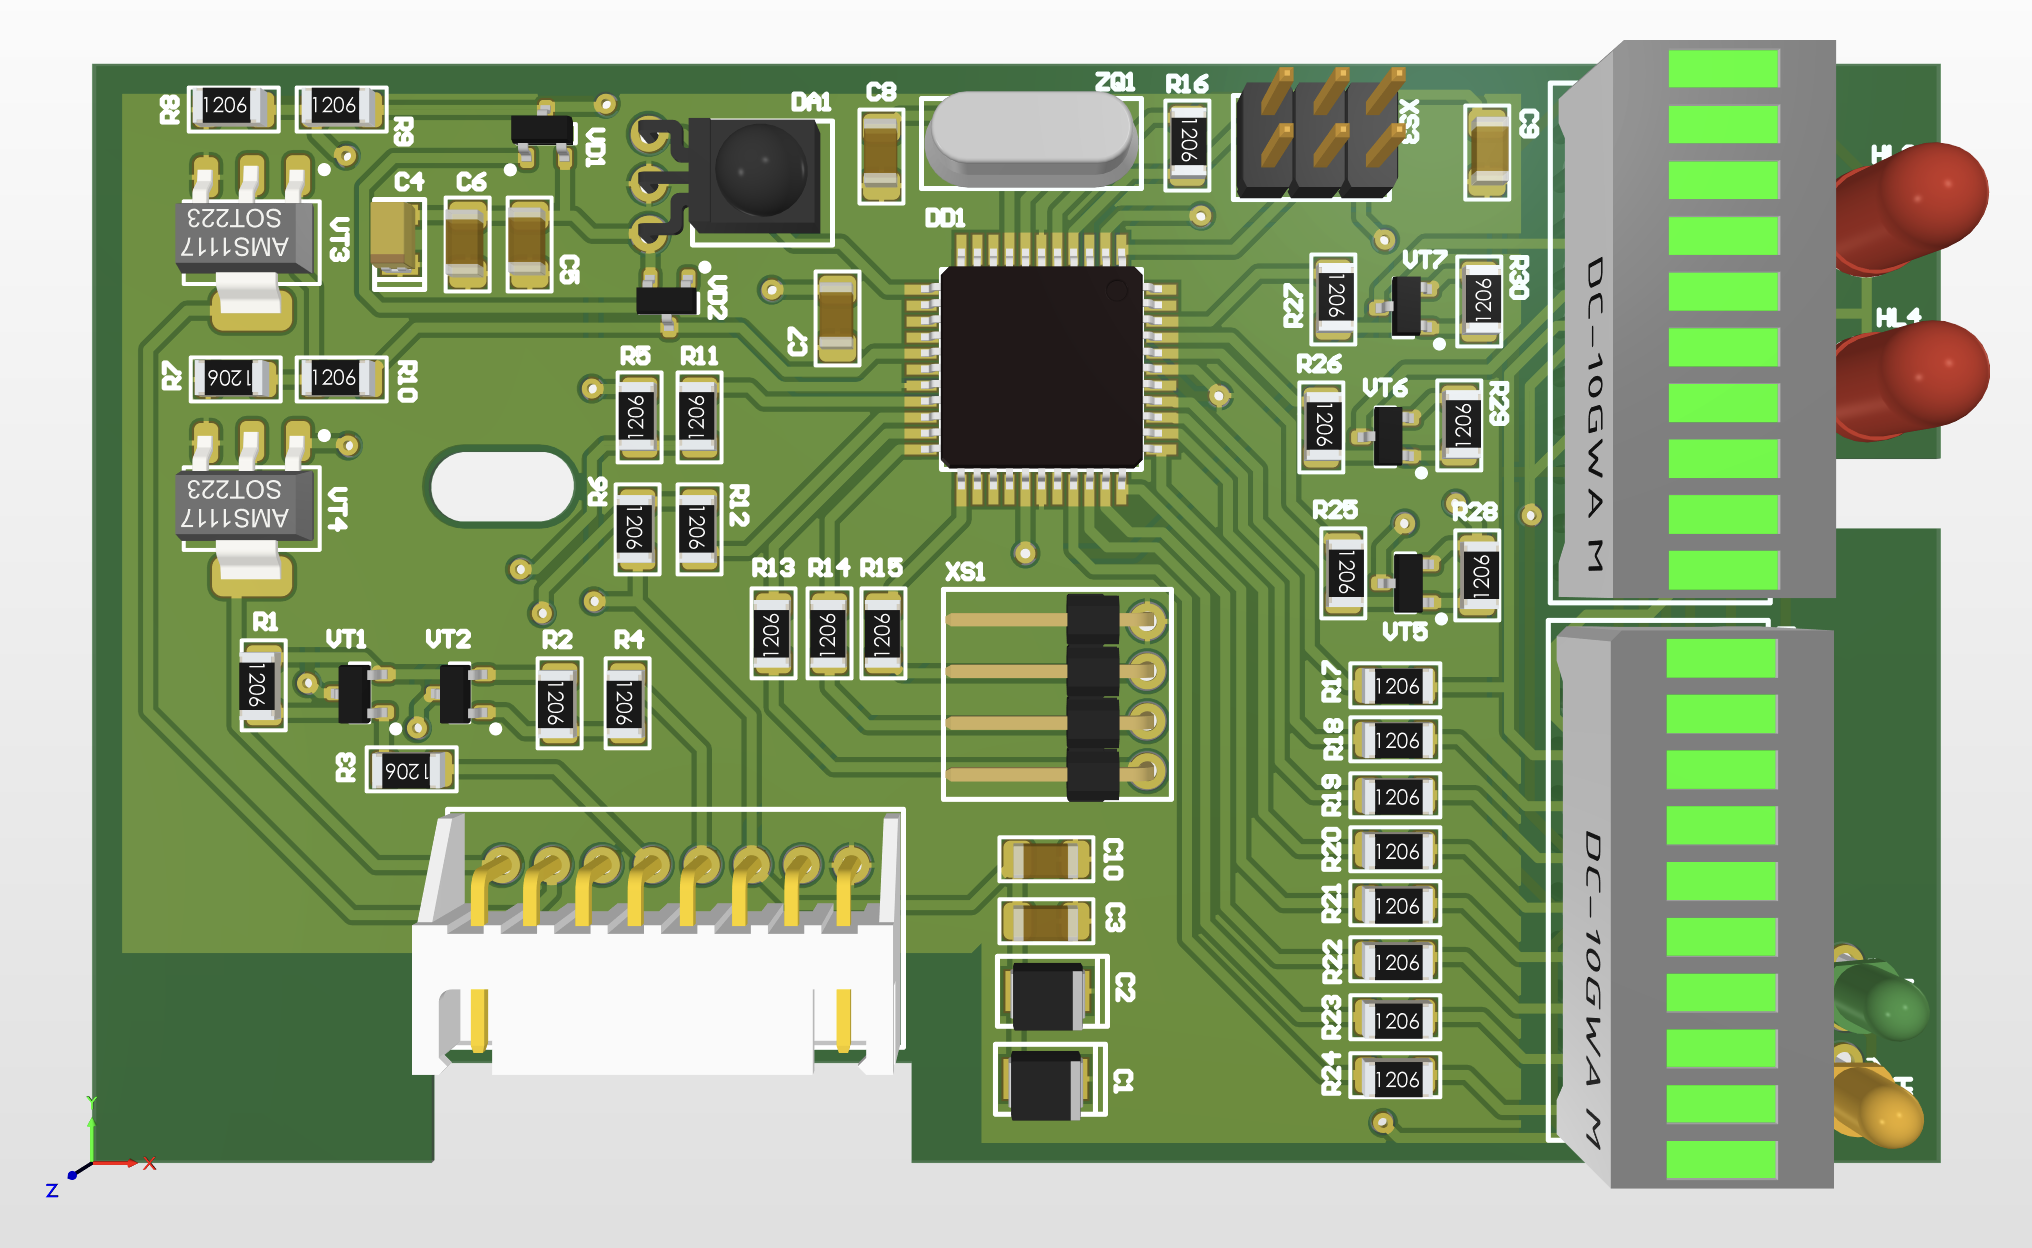 R8
1206
1206
R9
VD1
DA1
C8
ZQ1
R16
1206
XS3
C9
C4
C6
C5
AMS1117
SOT223
VT3
DD1
VD2
C7
R27
1206
VT7
1206
R30
HL4
R7
1206
1206
R10
R5
R11
1206
1206
R26
1206
VT6
1206
R29
AMS1117
SOT223
VT4
R6
1206
1206
R12
R25
1206
R28
1206
VT5
DC-10GWA M
R13
R14
R15
1206
1206
1206
XS1
R1
1206
VT1
VT2
R2
1206
R4
1206
R3
1206
R17
1206
R18
1206
R19
1206
R20
1206
R21
1206
R22
1206
R23
1206
R24
1206
DC-10GWA M
C10
C3
C2
C1
Y
X
Z